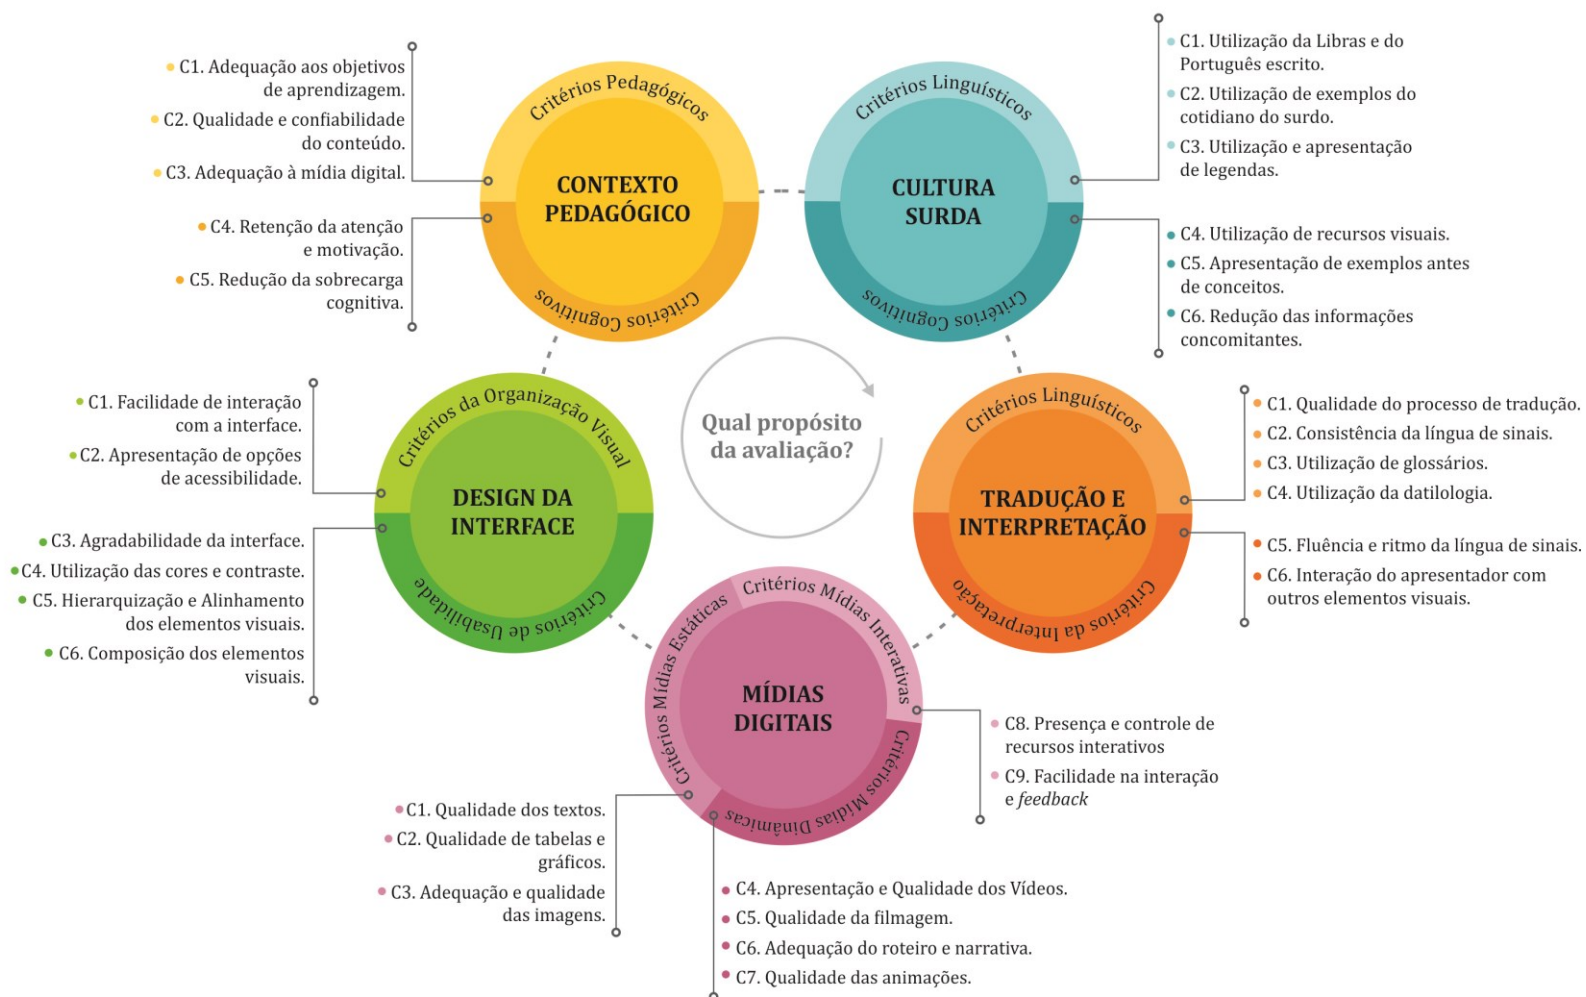 Critérios Pedagógicos
CONTEXTO
PEDAGÓGICO
Critérios Cognitivos
C1. Adequação aos objetivos
de aprendizagem.
C2. Qualidade e confiabilidade
do conteúdo.
C3. Adequação à mídia digital.
C4. Retenção da atenção
e motivação.
C5. Redução da sobrecarga
cognitiva.
Critérios Linguísticos
CULTURA
SURDA
Critérios Cognitivos
C1. Utilização da Libras e do
Português escrito.
C2. Utilização de exemplos do
cotidiano do surdo.
C3. Utilização e apresentação
de legendas.
C4. Utilização de recursos visuais.
C5. Apresentação de exemplos antes
de conceitos.
C6. Redução das informações
concomitantes.
Qual propósito
da avaliação?
Critérios da Organização Visual
DESIGN DA
INTERFACE
Critérios de Usabilidade
C1. Facilidade de interação
com a interface.
C2. Apresentação de opções
de acessibilidade.
C3. Agradabilidade da interface.
C4. Utilização das cores e contraste.
C5. Hierarquização e Alinhamento
dos elementos visuais.
C6. Composição dos elementos
visuais.
Critérios Linguísticos
TRADUÇÃO E
INTERPRETAÇÃO
Critérios da Interpretação
C1. Qualidade do processo de tradução.
C2. Consistência da língua de sinais.
C3. Utilização de glossários.
C4. Utilização da datilologia.
C5. Fluência e ritmo da língua de sinais.
C6. Interação do apresentador com
outros elementos visuais.
Critérios Mídias Estáticas
Critérios Mídias Interativas
MÍDIAS
DIGITAIS
Critérios Mídias Dinâmicas
C1. Qualidade dos textos.
C2. Qualidade de tabelas e
gráficos.
C3. Adequação e qualidade
das imagens.
C4. Apresentação e Qualidade dos Vídeos.
C5. Qualidade da filmagem.
C6. Adequação do roteiro e narrativa.
C7. Qualidade das animações.
C8. Presença e controle de
recursos interativos
C9. Facilidade na interação
e feedback